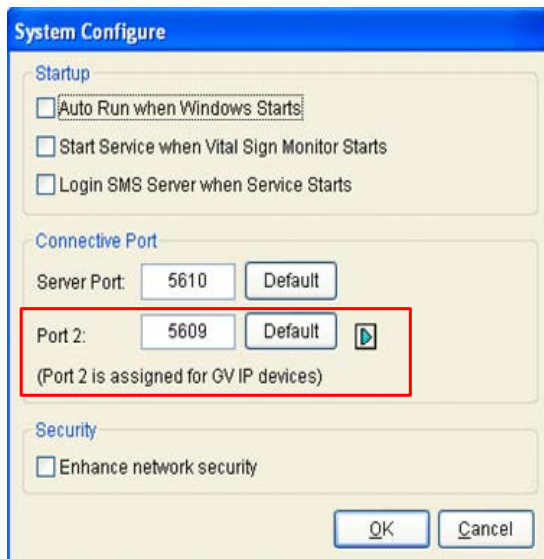 System Configure
Startup
Auto Run when Windows Starts
Start Service when Vital Sign Monitor Starts
Login SMS Server when Service Starts
Connective Port
Server Port: 5610 Default
Port 2: 5609 Default
(Port 2 is assigned for GV IP devices)
Security
Enhance network security
OK Cancel